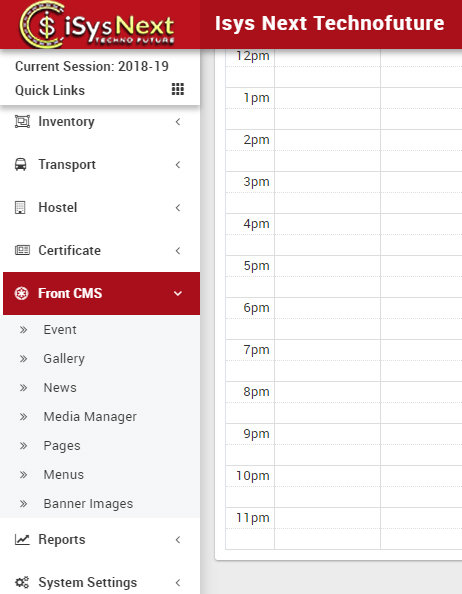 iSysNext
TECHNO FUTURE
Isys Next Technofuture
Current Session: 2018-19
Quick Links
Inventory
Transport
Hostel
Certificate
Front CMS
Event
Gallery
News
Media Manager
Pages
Menus
Banner Images
Reports
System Settings
12pm
1pm
2pm
3pm
4pm
5pm
6pm
7pm
8pm
9pm
10pm
11pm